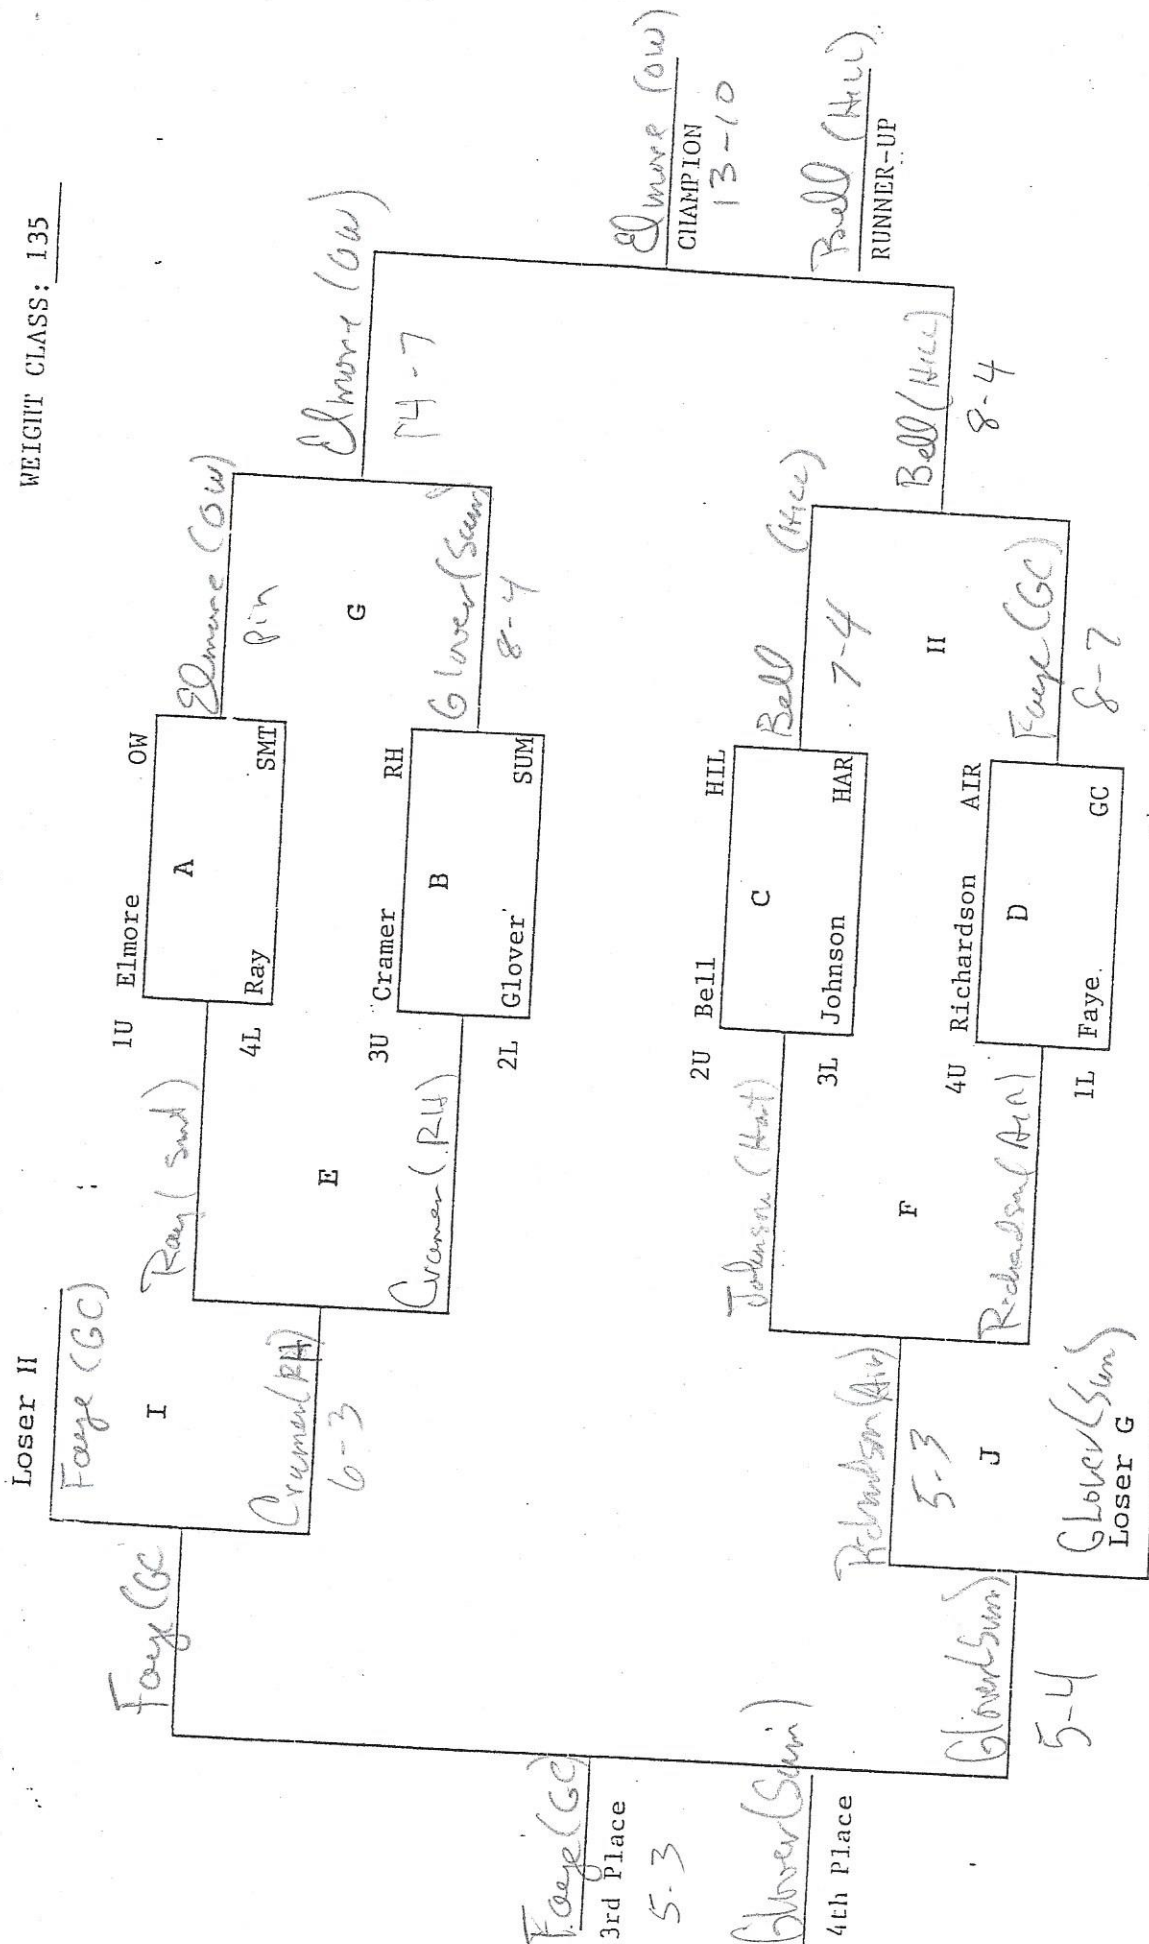 WEIGHT CLASS: 135
Loser H
Faye (GC)
I
Cramer (RH)
6-3
Faye (GC
Ray (Smt)
E
Cramer (RH)
1U Elmore OW
A
4L Ray SMT
3U Cramer RH
B
2L Glover SUM
Elmore (OW)
pin
G
Glover (Sum)
8-4
Elmore (OW)
14-7
Elmore (OW)
CHAMPION
13-10
Bell (HILL)
RUNNER-UP
Faye (GC)
3rd Place
5-3
Glover (Sum)
4th Place
Johnson (Hart)
F
Richardson (AIR)
2U Bell HIL
C
3L Johnson HAR
4U Richardson AIR
D
1L Faye. GC
Bell (HILL)
7-4
H
Faye (GC)
8-7
Bell (HILL)
8-4
Richardson (Air)
5-3
J
Glover (Sum)
Loser G
Glover (Sum)
5-4